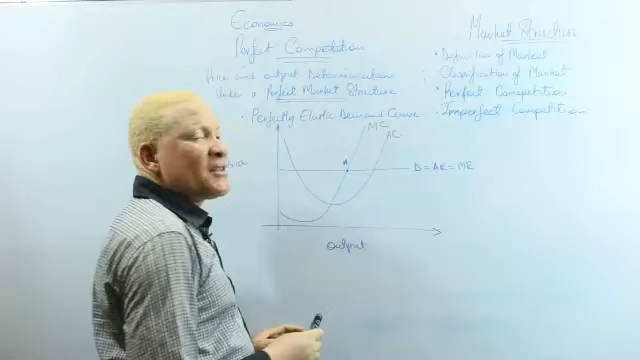 Economics
Perfect Competition
Price and output Determination
Under a Perfect Market Structure
. Perfectly Elastic Demand Curve
MC
AC
D = AR = MR
output
Market Structure
. Definition of Market
. Classification of Market
. Perfect Competition
. Imperfect Competition